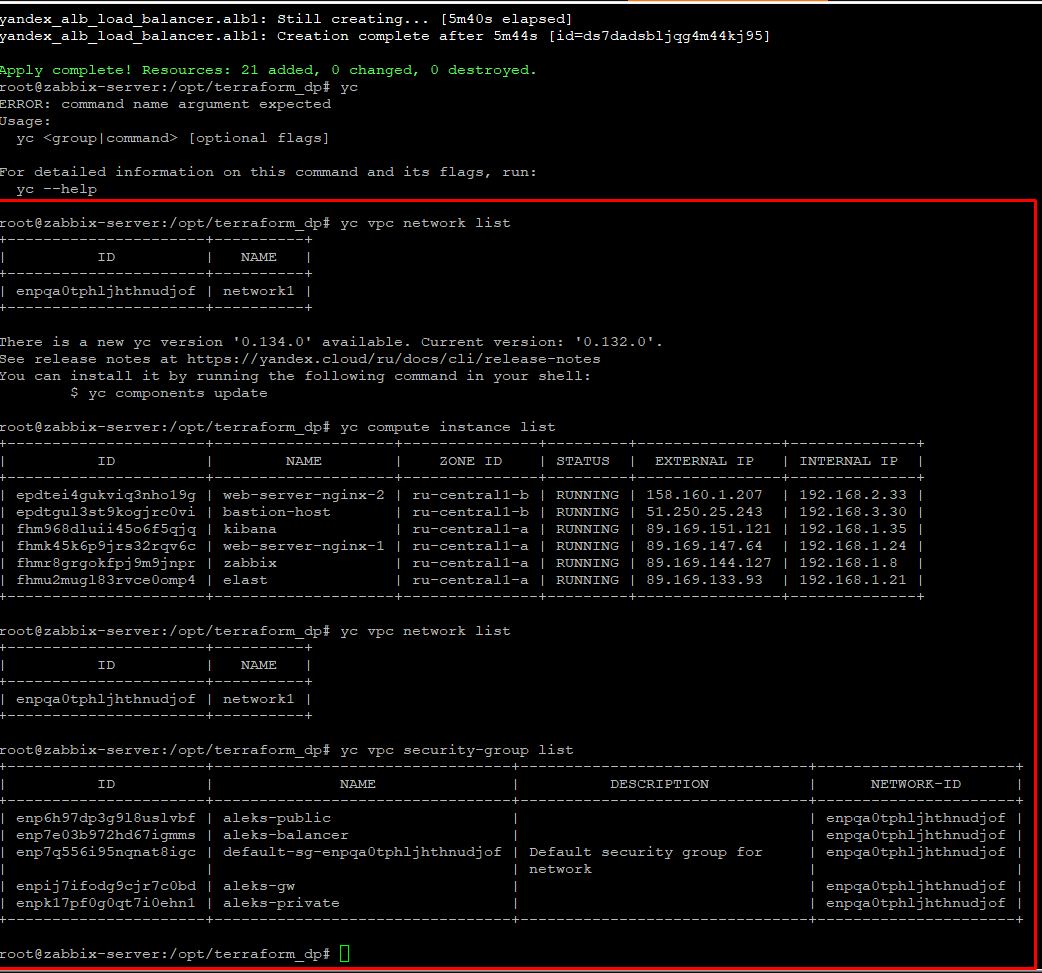 yandex_alb_load_balancer.alb1: Still creating... [5m40s elapsed]
yandex_alb_load_balancer.alb1: Creation complete after 5m44s [id=ds7dadsbljqg4m44kj95]

Apply complete! Resources: 21 added, 0 changed, 0 destroyed.
root@zabbix-server:/opt/terraform_dp# yc
ERROR: command name argument expected
Usage:
  yc <group|command> [optional flags]

For detailed information on this command and its flags, run:
  yc --help

root@zabbix-server:/opt/terraform_dp# yc vpc network list
+----------------------+----------+
|          ID          |   NAME   |
+----------------------+----------+
| enpqa0tphljhthnudjof | network1 |
+----------------------+----------+

There is a new yc version '0.134.0' available. Current version: '0.132.0'.
See release notes at https://yandex.cloud/ru/docs/cli/release-notes
You can install it by running the following command in your shell:
        $ yc components update

root@zabbix-server:/opt/terraform_dp# yc compute instance list
+----------------------+--------------------+---------------+---------+----------------+--------------+
|          ID          |        NAME        |    ZONE ID    | STATUS  |  EXTERNAL IP   | INTERNAL IP  |
+----------------------+--------------------+---------------+---------+----------------+--------------+
| epdtei4gukviq3nho19g | web-server-nginx-2 | ru-central1-b | RUNNING | 158.160.1.207  | 192.168.2.33 |
| epdtgul3st9kogjrc0vi | bastion-host       | ru-central1-b | RUNNING | 51.250.25.243  | 192.168.3.30 |
| fhm968dluii45o6f5qjq | kibana             | ru-central1-a | RUNNING | 89.169.151.121 | 192.168.1.35 |
| fhmk45k6p9jrs32rqv6c | web-server-nginx-1 | ru-central1-a | RUNNING | 89.169.147.64  | 192.168.1.24 |
| fhmr8grgokfpj9m9jnpr | zabbix             | ru-central1-a | RUNNING | 89.169.144.127 | 192.168.1.8  |
| fhmu2mugl83rvce0omp4 | elast              | ru-central1-a | RUNNING | 89.169.133.93  | 192.168.1.21 |
+----------------------+--------------------+---------------+---------+----------------+--------------+

root@zabbix-server:/opt/terraform_dp# yc vpc network list
+----------------------+----------+
|          ID          |   NAME   |
+----------------------+----------+
| enpqa0tphljhthnudjof | network1 |
+----------------------+----------+

root@zabbix-server:/opt/terraform_dp# yc vpc security-group list
+----------------------+---------------------------------+--------------------------------+----------------------+
|          ID          |              NAME               |          DESCRIPTION           |      NETWORK-ID      |
+----------------------+---------------------------------+--------------------------------+----------------------+
| enp6h97dp3g9l8uslvbf | aleks-public                    |                                | enpqa0tphljhthnudjof |
| enp7e03b972hd67igmms | aleks-balancer                  |                                | enpqa0tphljhthnudjof |
| enp7q556i95nqnat8igc | default-sg-enpqa0tphljhthnudjof | Default security group for     | enpqa0tphljhthnudjof |
|                      |                                 | network                        |                      |
| enpij7ifodg9cjr7c0bd | aleks-gw                        |                                | enpqa0tphljhthnudjof |
| enpk17pf0g0qt7i0ehn1 | aleks-private                   |                                | enpqa0tphljhthnudjof |
+----------------------+---------------------------------+--------------------------------+----------------------+

root@zabbix-server:/opt/terraform_dp#